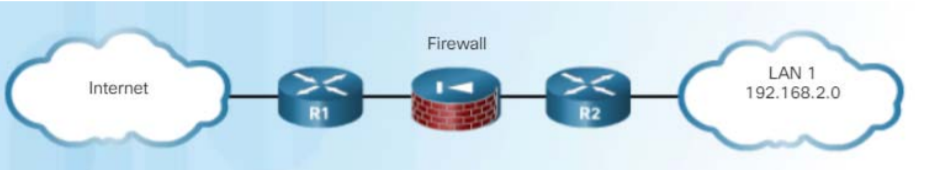 Firewall
Internet
R1
R2
LAN 1
192.168.2.0